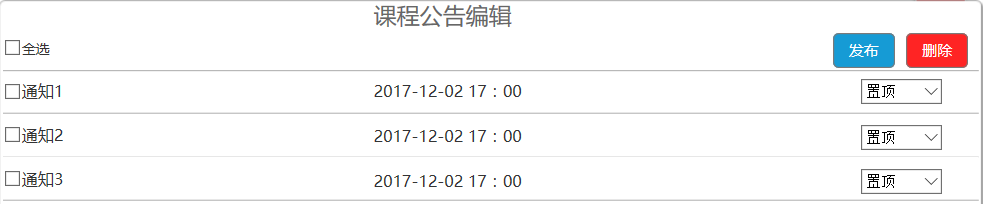 课程公告编辑
全选 发布 删除
通知1 2017-12-02 17：00 置顶
通知2 2017-12-02 17：00 置顶
通知3 2017-12-02 17：00 置顶